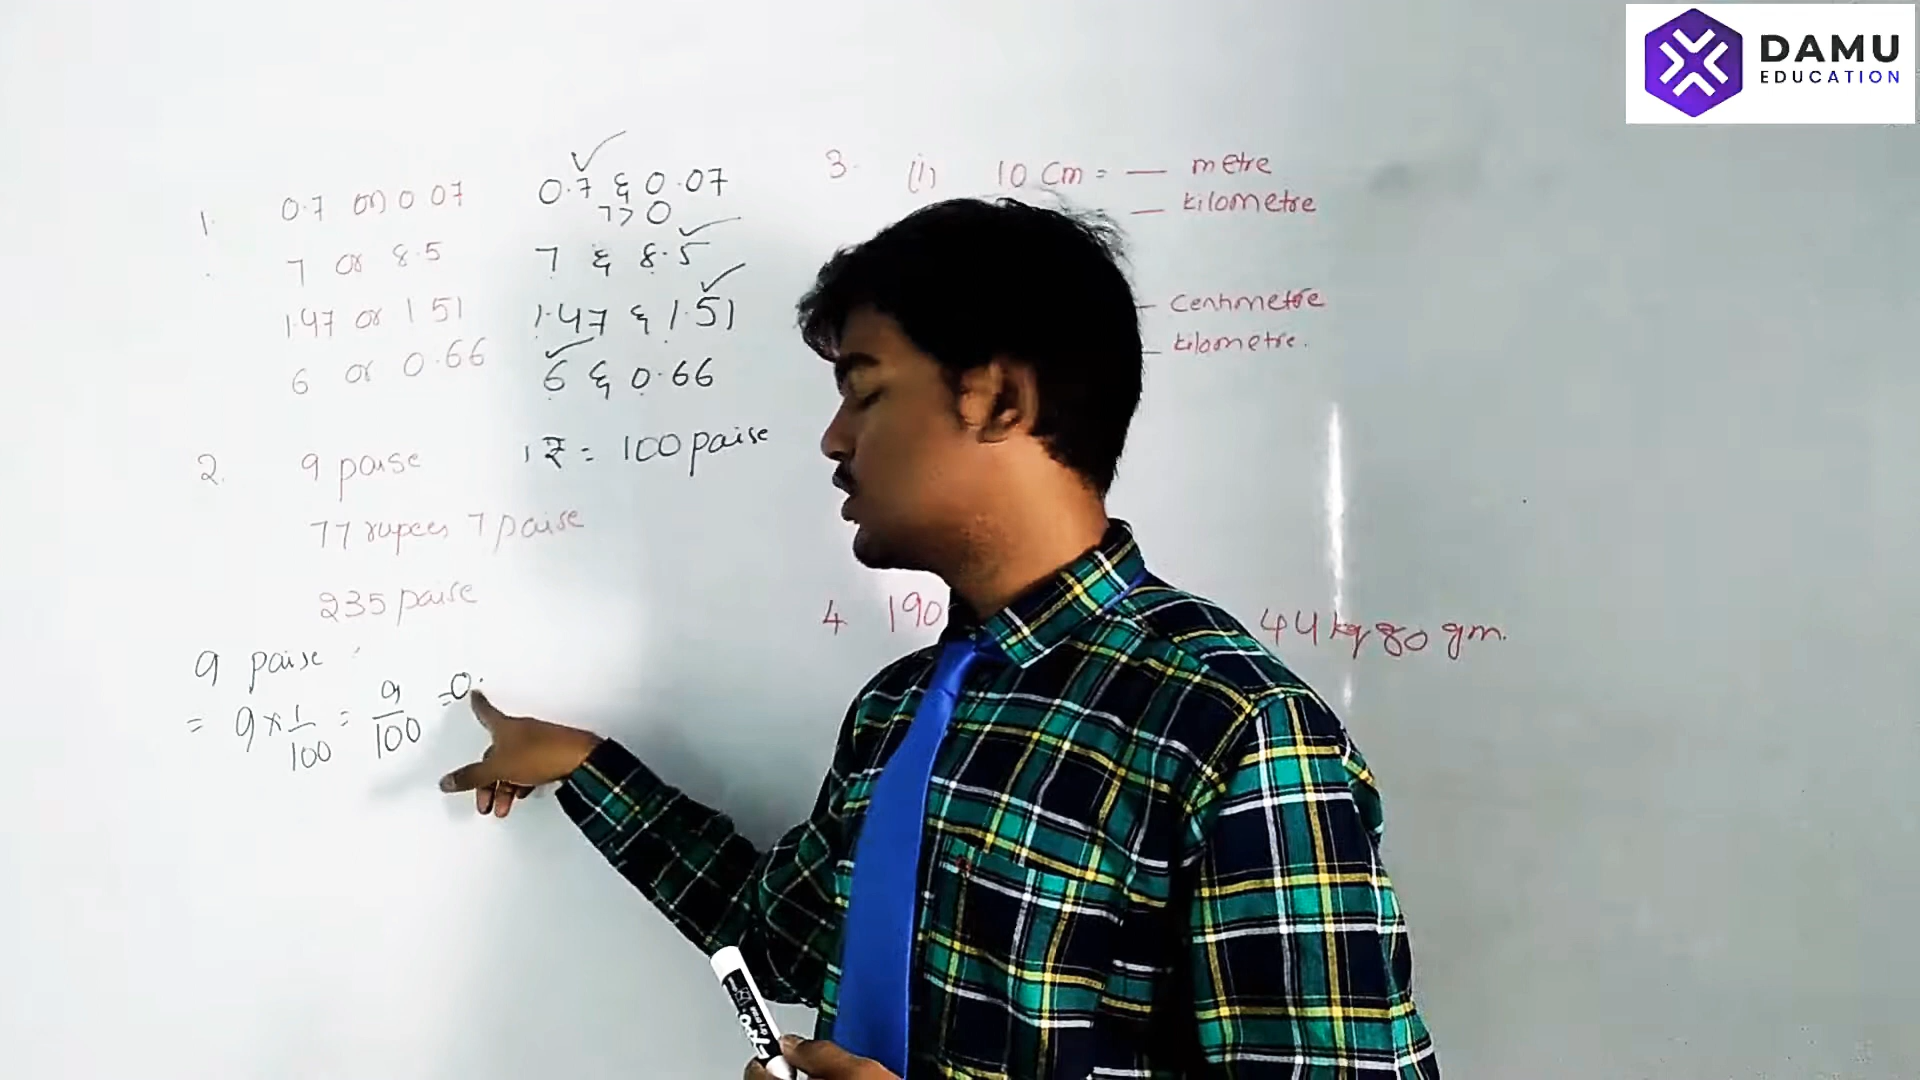 DAMU
EDUCATION
1. 0.7 or 0.07
7 or 8.5
1.47 or 1.51
6 or 0.66
0.7 & 0.07
7 > 0
7 & 8.5
1.47 & 1.51
6 & 0.66
2. 9 paise
77 rupees 7 paise
235 paise
1 ₹ = 100 paise
9 paise
= 9 × 1/100 = 9/100 = 0.
3. (i) 10 cm = — metre
= — kilometre
— centimetre
— kilometre.
4 190
44 kg 80 gm.
EXPO